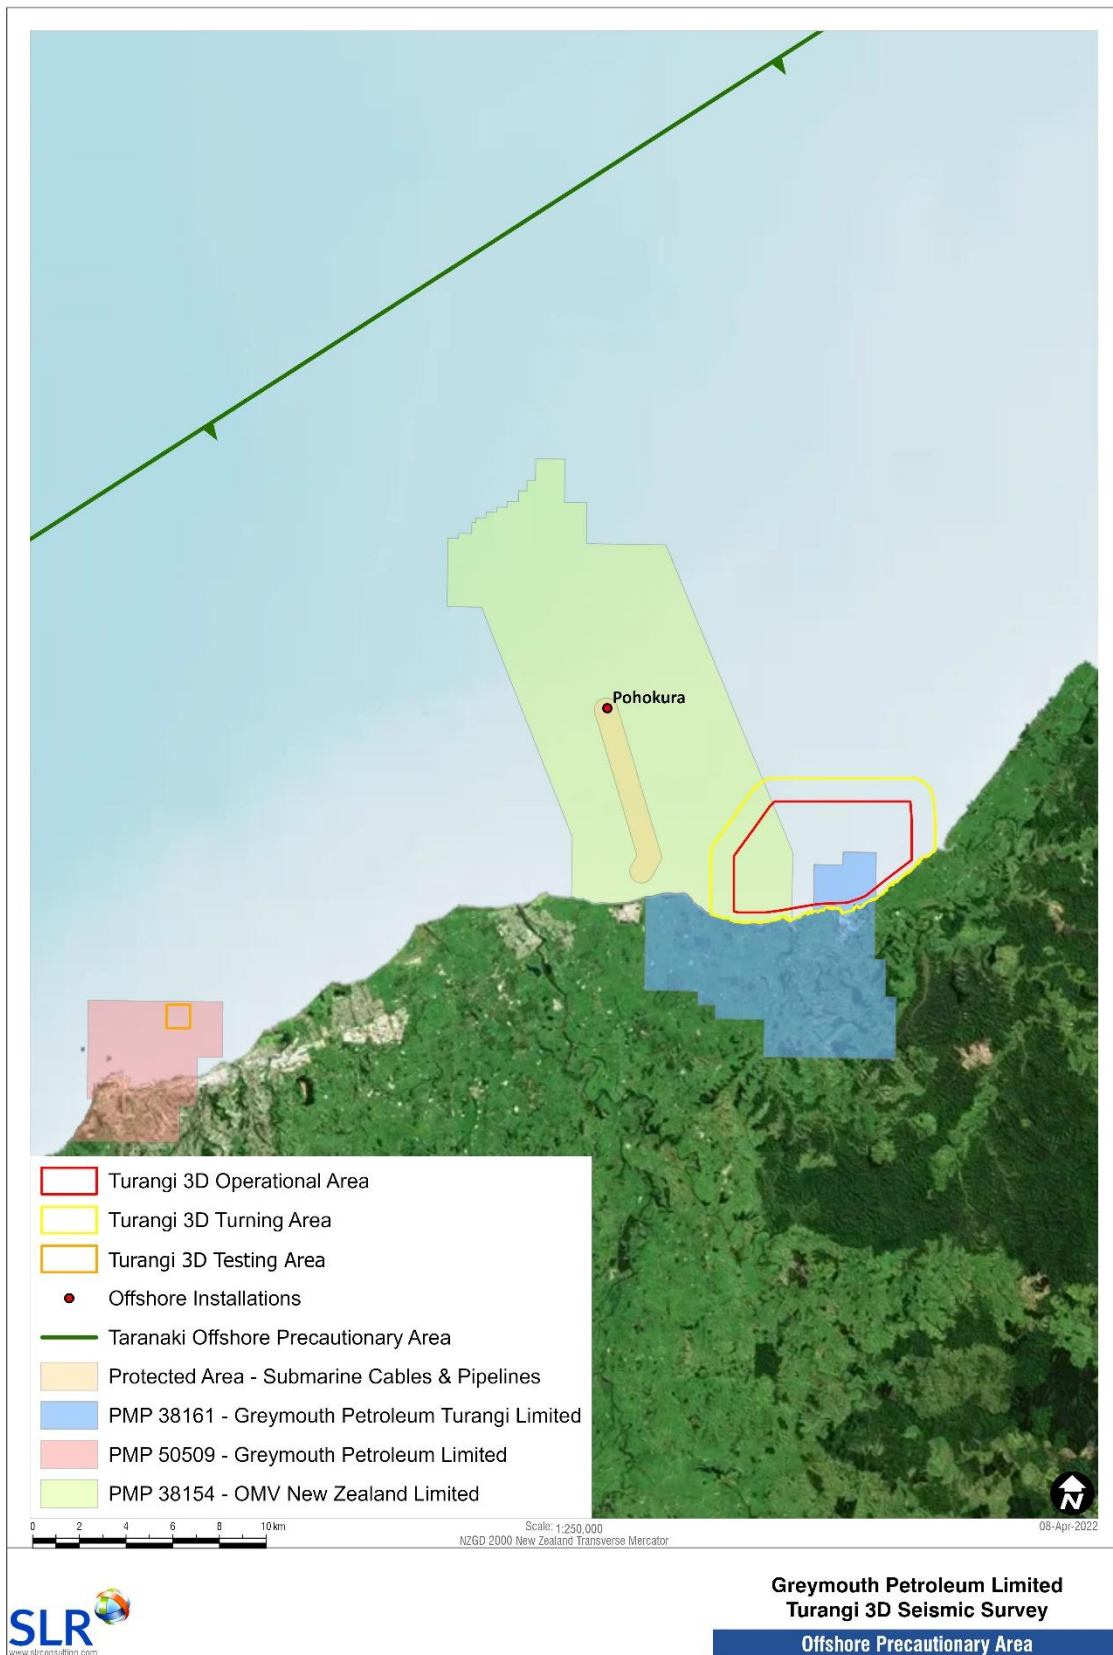 Pohokura
Turangi 3D Operational Area
Turangi 3D Turning Area
Turangi 3D Testing Area
Offshore Installations
Taranaki Offshore Precautionary Area
Protected Area - Submarine Cables & Pipelines
PMP 38161 - Greymouth Petroleum Turangi Limited
PMP 50509 - Greymouth Petroleum Limited
PMP 38154 - OMV New Zealand Limited
N
0 2 4 6 8 10 km
Scale: 1:250,000
NZGD 2000 New Zealand Transverse Mercator
08-Apr-2022
SLR
www.slrconsulting.com
Greymouth Petroleum Limited
Turangi 3D Seismic Survey
Offshore Precautionary Area